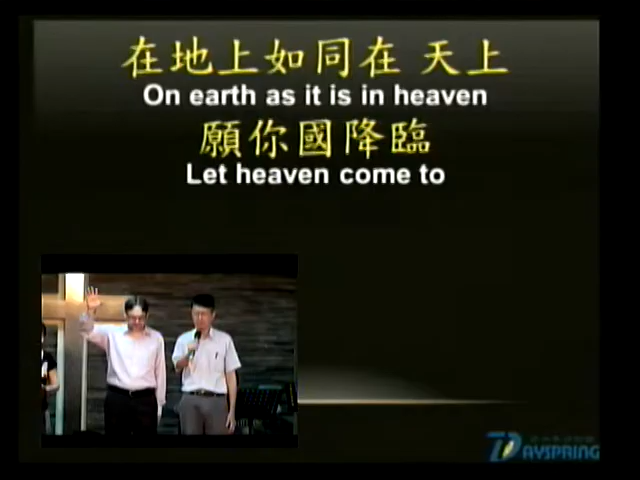 在地上如同在 天上
On earth as it is in heaven
願你國降臨
Let heaven come to
DAYSPRING